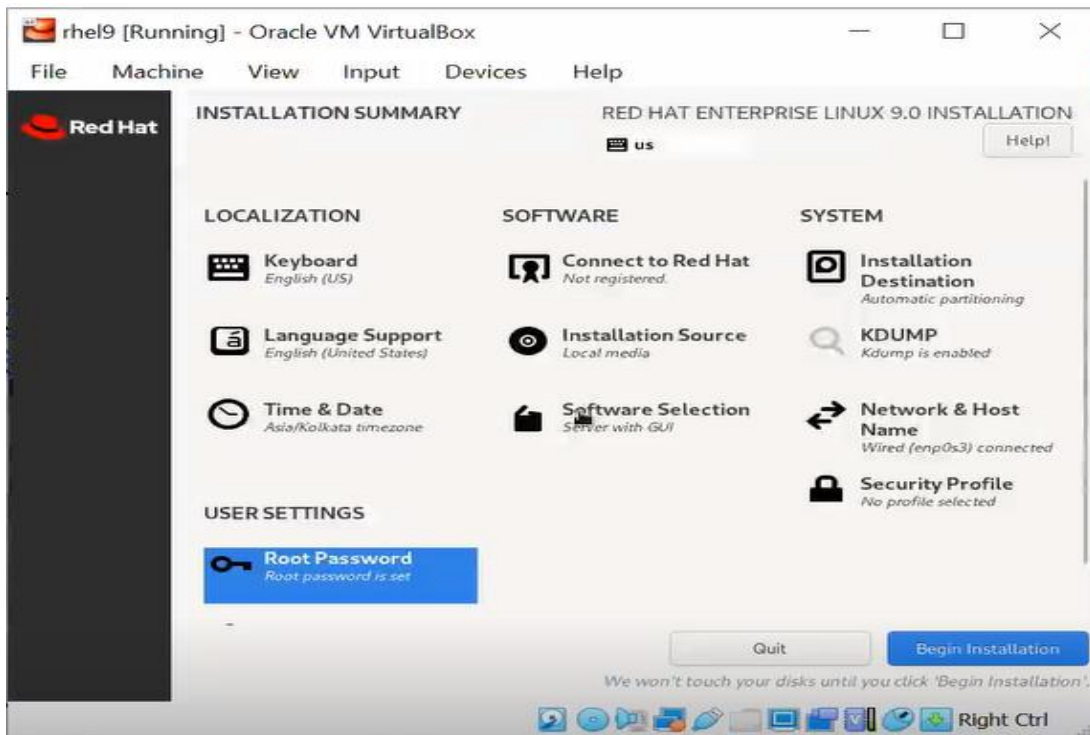 rhel9 [Running] - Oracle VM VirtualBox
File Machine View Input Devices Help
Red Hat
INSTALLATION SUMMARY
RED HAT ENTERPRISE LINUX 9.0 INSTALLATION
us
Help!
LOCALIZATION
Keyboard
English (US)
Language Support
English (United States)
Time & Date
Asia/Kolkata timezone
SOFTWARE
Connect to Red Hat
Not registered.
Installation Source
Local media
Software Selection
Server with GUI
SYSTEM
Installation
Destination
Automatic partitioning
KDUMP
Kdump is enabled
Network & Host
Name
Wired (enp0s3) connected
Security Profile
No profile selected
USER SETTINGS
Root Password
Root password is set
Quit
Begin Installation
We won't touch your disks until you click 'Begin Installation'.
Right Ctrl